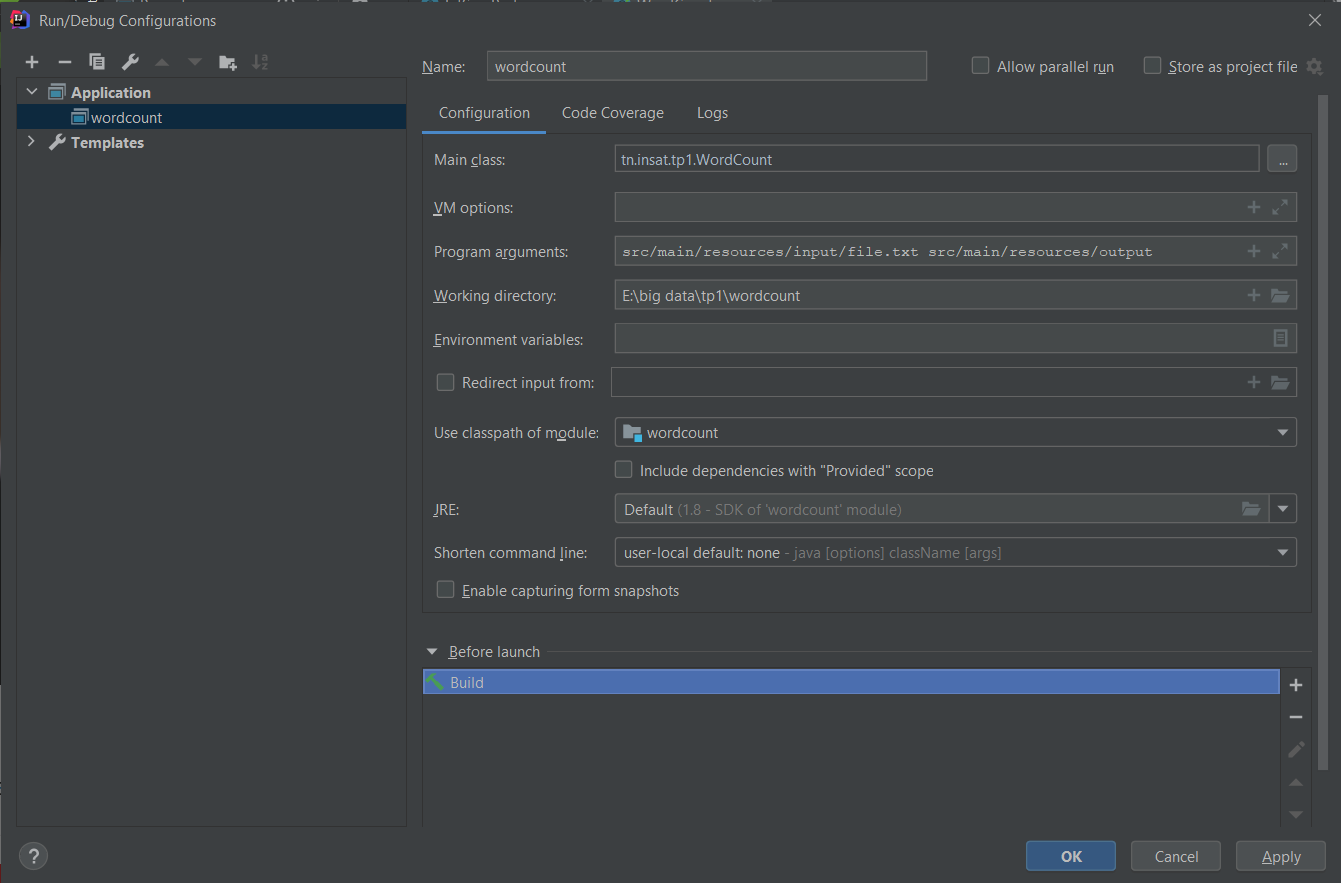 Run/Debug Configurations
Name: wordcount Allow parallel run Store as project file
Application
wordcount
Templates
Configuration Code Coverage Logs
Main class: tn.insat.tp1.WordCount ...
VM options:
Program arguments: src/main/resources/input/file.txt src/main/resources/output
Working directory: E:\big data\tp1\wordcount
Environment variables:
Redirect input from:
Use classpath of module: wordcount
Include dependencies with "Provided" scope
JRE: Default (1.8 - SDK of 'wordcount' module)
Shorten command line: user-local default: none - java [options] className [args]
Enable capturing form snapshots
Before launch
Build
? OK Cancel Apply